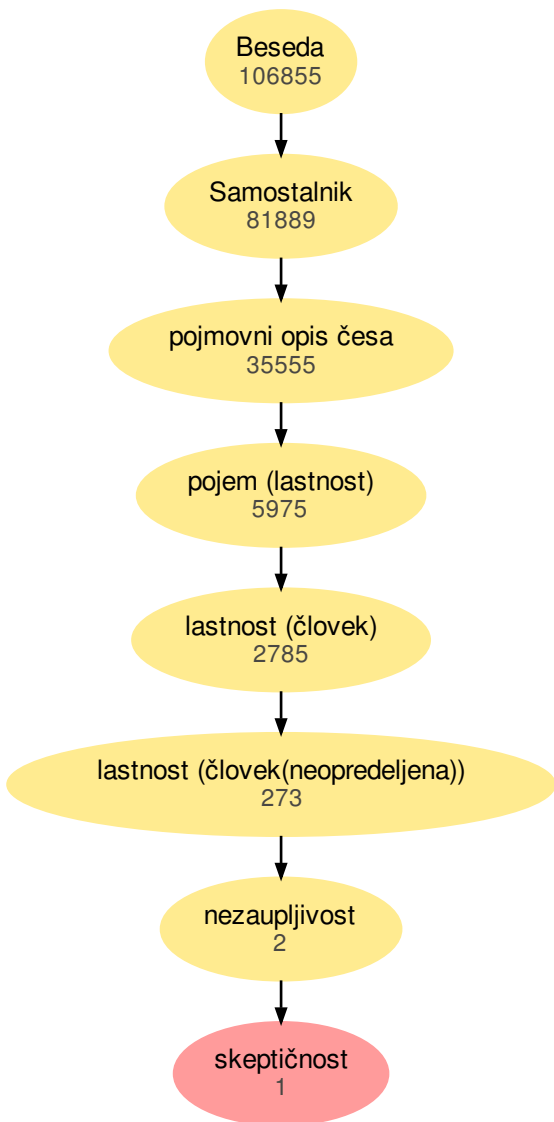 Beseda
106855
Samostalnik
81889
pojmovni opis česa
35555
pojem (lastnost)
5975
lastnost (človek)
2785
lastnost (človek(neopredeljena))
273
nezaupljivost
2
skeptičnost
1